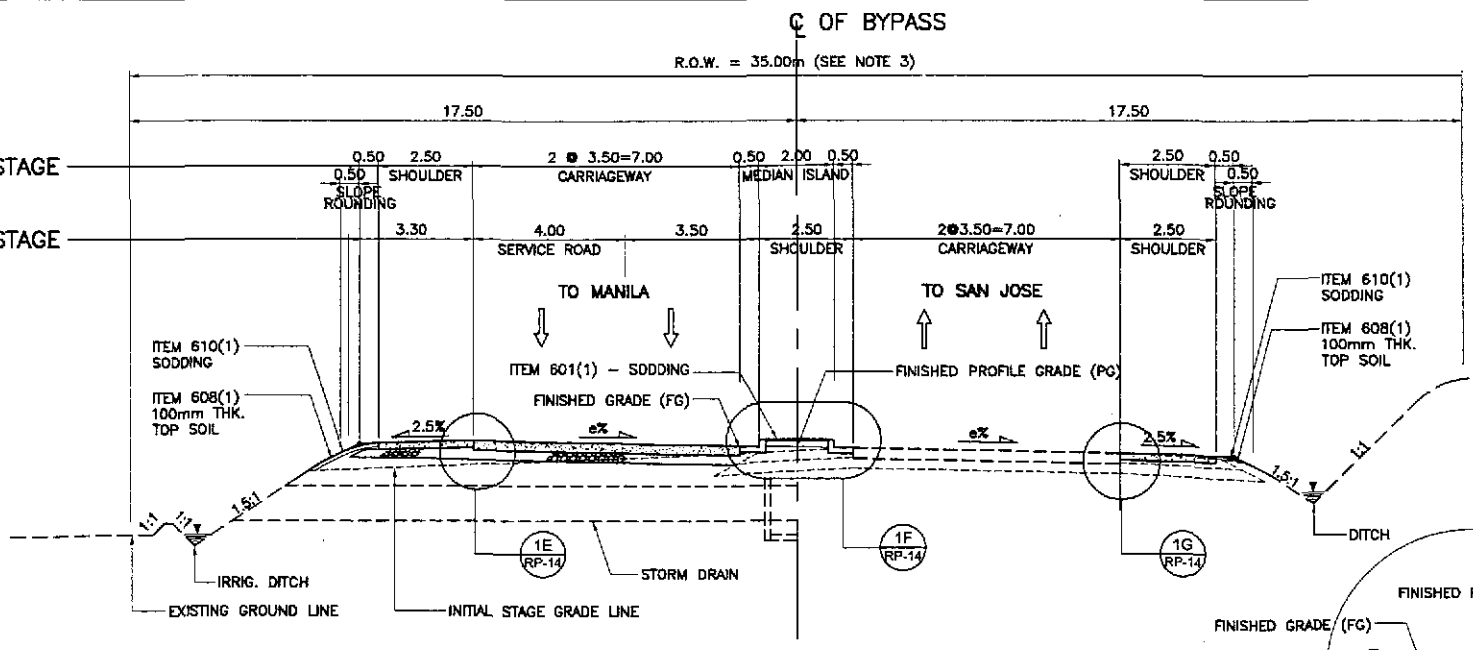 ℄ OF BYPASS
R.O.W. = 35.00m (SEE NOTE 3)
17.50 17.50
STAGE
0.50 2.50 2 @ 3.50=7.00 0.50 2.00 0.50 2.50 0.50
SHOULDER CARRIAGEWAY MEDIAN ISLAND SHOULDER
0.50 0.50
SLOPE ROUNDING
SLOPE ROUNDING
STAGE
3.30 4.00 3.50 2.50 2@3.50=7.00 2.50
SERVICE ROAD SHOULDER CARRIAGEWAY SHOULDER
TO MANILA TO SAN JOSE
ITEM 610(1)
SODDING
ITEM 608(1)
100mm THK.
TOP SOIL
ITEM 601(1) - SODDING
FINISHED GRADE (FG)
FINISHED PROFILE GRADE (PG)
ITEM 610(1)
SODDING
ITEM 608(1)
100mm THK.
TOP SOIL
2.5% e% e% 2.5%
1:1 1:1 1.5:1 1.5:1 1:1
1E
RP-14
1F
RP-14
1G
RP-14
DITCH
IRRIG. DITCH
STORM DRAIN
EXISTING GROUND LINE
INITIAL STAGE GRADE LINE
FINISHED
FINISHED GRADE (FG)